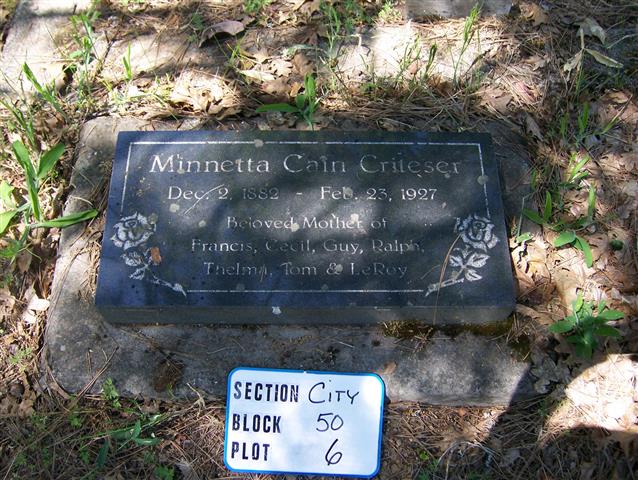 Minnetta Cain Criteser
Dec. 2, 1882 - Feb. 23, 1927
Beloved Mother of
Francis, Cecil, Guy, Ralph,
Thelma, Tom & LeRoy
SECTION CITY
BLOCK 50
PLOT 6